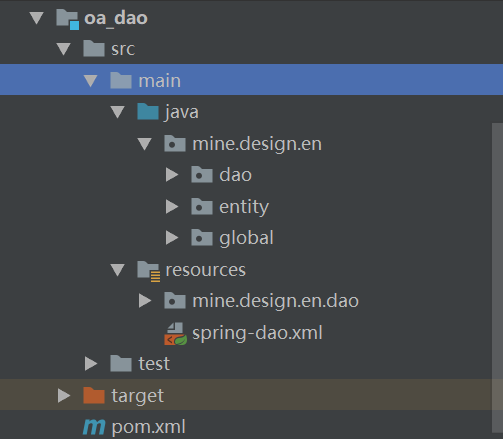 oa_dao
src
main
java
mine.design.en
dao
entity
global
resources
mine.design.en.dao
spring-dao.xml
test
target
pom.xml